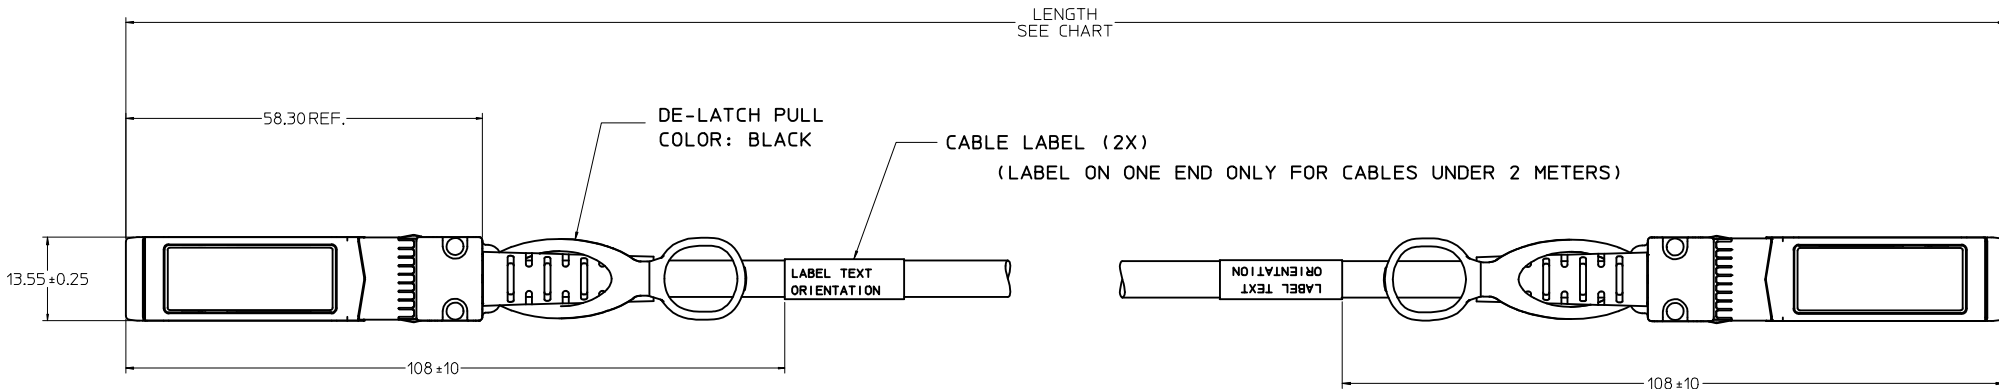 LENGTH
SEE CHART
58.30 REF.
DE-LATCH PULL
COLOR: BLACK
CABLE LABEL (2X)
(LABEL ON ONE END ONLY FOR CABLES UNDER 2 METERS)
13.55±0.25
LABEL TEXT
ORIENTATION
LABEL TEXT
ORIENTATION
108±10
108±10